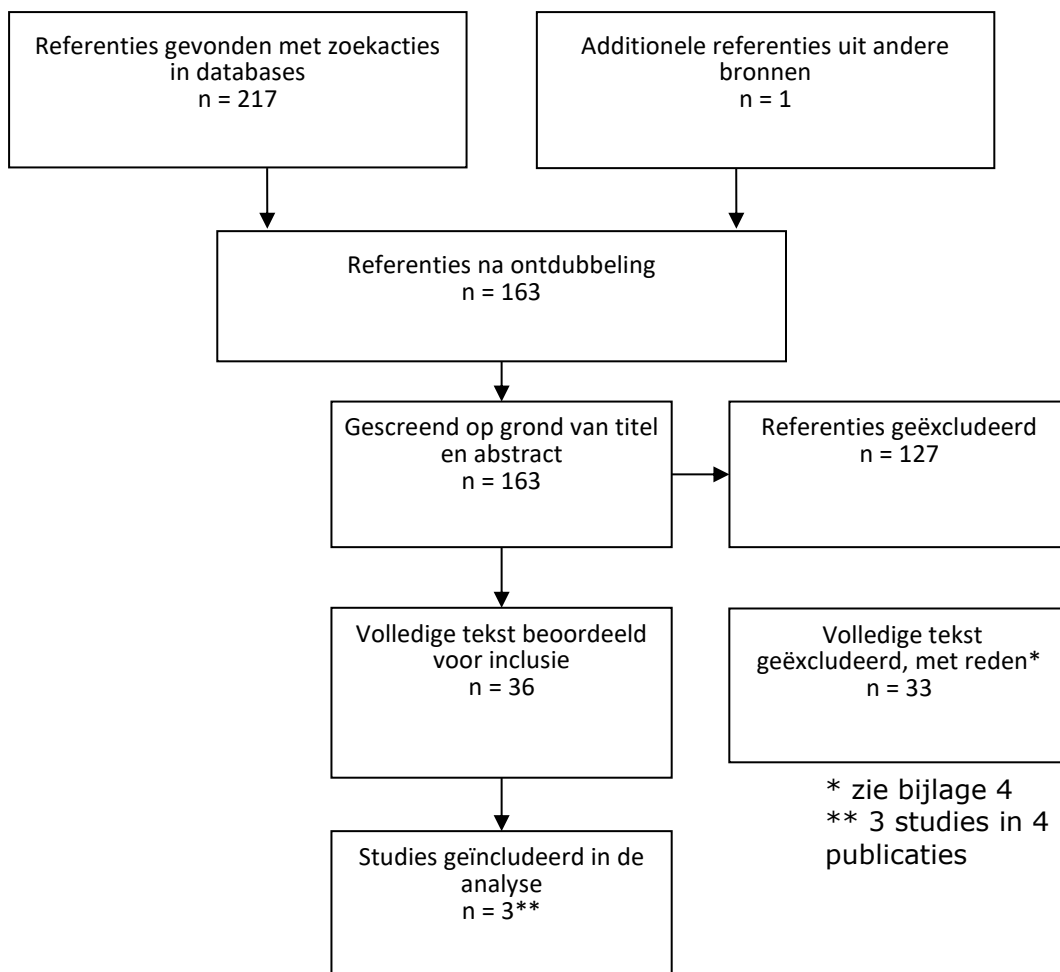 Referenties gevonden met zoekacties
in databases
n = 217
Additionele referenties uit andere
bronnen
n = 1
Referenties na ontdubbeling
n = 163
Gescreend op grond van titel
en abstract
n = 163
Referenties geëxcludeerd
n = 127
Volledige tekst beoordeeld
voor inclusie
n = 36
Volledige tekst
geëxcludeerd, met reden*
n = 33
* zie bijlage 4
** 3 studies in 4
publicaties
Studies geïncludeerd in de
analyse
n = 3**